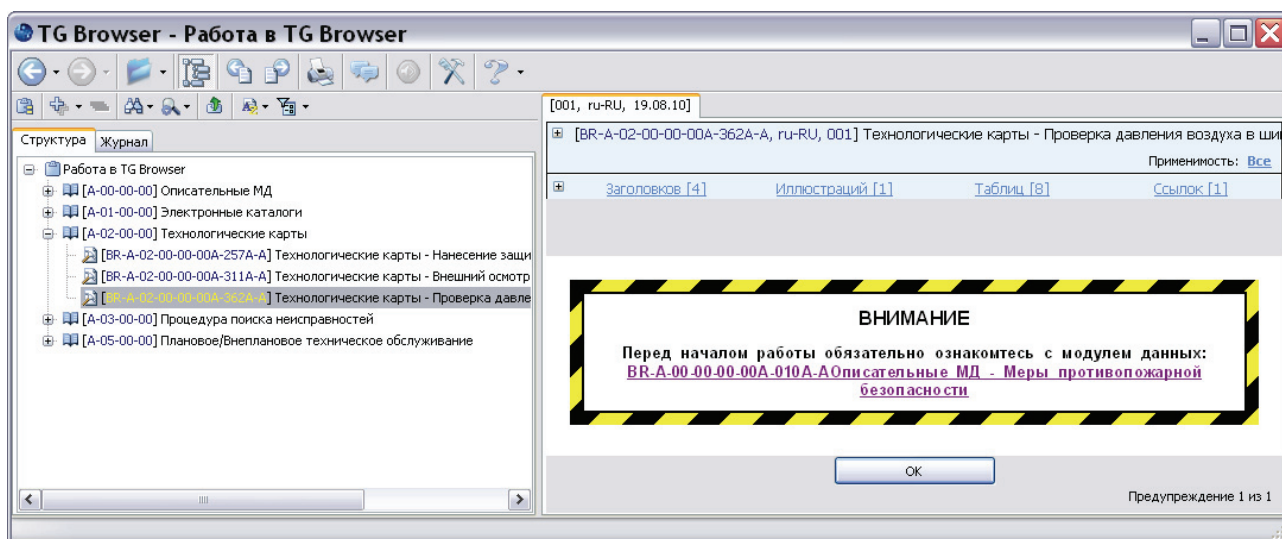 TG Browser - Работа в TG Browser
Структура Журнал
Работа в TG Browser
[A-00-00-00] Описательные МД
[A-01-00-00] Электронные каталоги
[A-02-00-00] Технологические карты
[BR-A-02-00-00-00A-257A-A] Технологические карты - Нанесение защи
[BR-A-02-00-00-00A-311A-A] Технологические карты - Внешний осмотр
[BR-A-02-00-00-00A-362A-A] Технологические карты - Проверка давле
[A-03-00-00] Процедура поиска неисправностей
[A-05-00-00] Плановое/Внеплановое техническое обслуживание
[001, ru-RU, 19.08.10]
[BR-A-02-00-00-00A-362A-A, ru-RU, 001] Технологические карты - Проверка давления воздуха в ши
Применимость: Все
Заголовков [4] Иллюстраций [1] Таблиц [8] Ссылок [1]
ВНИМАНИЕ
Перед началом работы обязательно ознакомтесь с модулем данных:
BR-A-00-00-00-00A-010A-AОписательные МД - Меры противопожарной
безопасности
ОК
Предупреждение 1 из 1